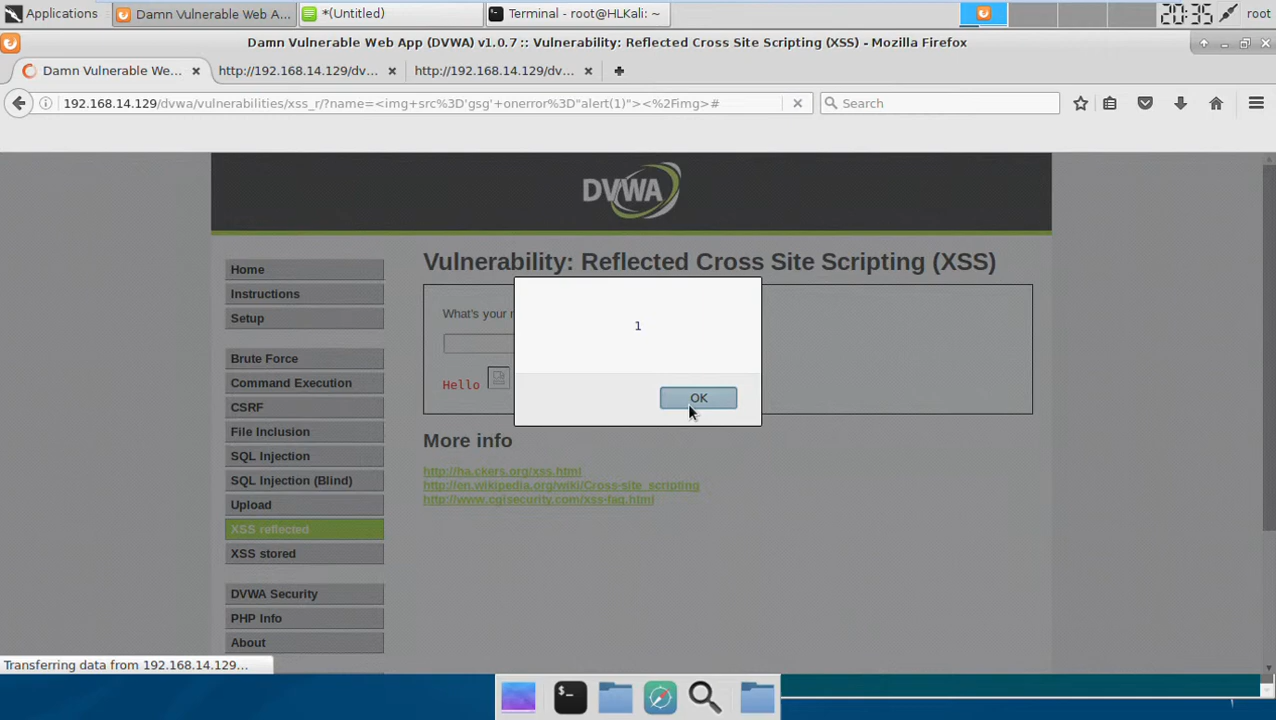 Applications
Damn Vulnerable Web A...
*(Untitled)
Terminal - root@HLKali: ~
20:35
root
Damn Vulnerable Web App (DVWA) v1.0.7 :: Vulnerability: Reflected Cross Site Scripting (XSS) - Mozilla Firefox
Damn Vulnerable We...
http://192.168.14.129/dv...
http://192.168.14.129/dv...
192.168.14.129/dvwa/vulnerabilities/xss_r/?name=<img+src%3D'gsg'+onerror%3D"alert(1)"><%2Fimg>#
Search
DVWA
Home
Instructions
Setup
Brute Force
Command Execution
CSRF
File Inclusion
SQL Injection
SQL Injection (Blind)
Upload
XSS reflected
XSS stored
DVWA Security
PHP Info
About
Vulnerability: Reflected Cross Site Scripting (XSS)
What's your
Hello
1
OK
More info
http://ha.ckers.org/xss.html
http://en.wikipedia.org/wiki/Cross-site_scripting
http://www.cgisecurity.com/xss-faq.html
Transferring data from 192.168.14.129...
$-